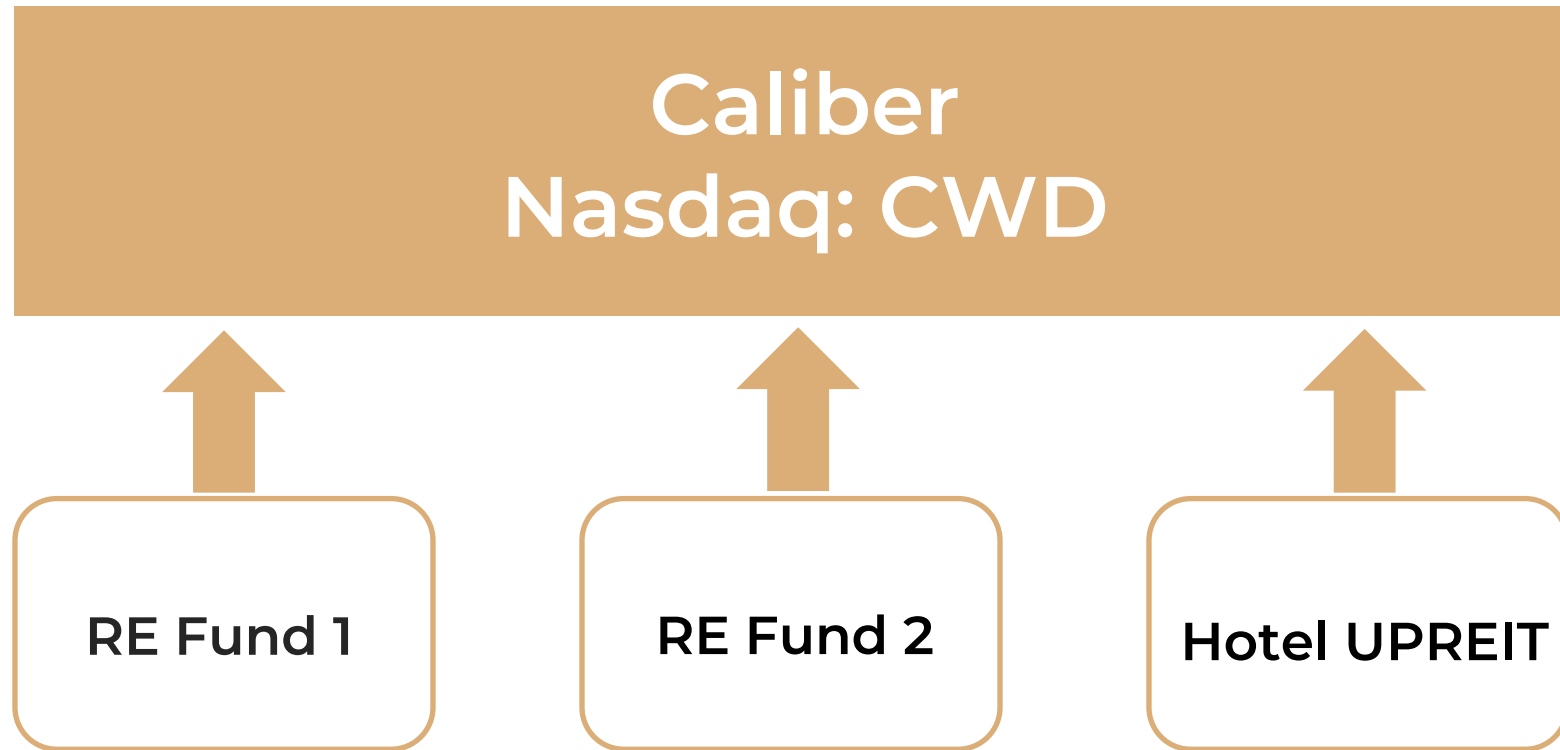 Caliber
Nasdaq: CWD
RE Fund 1
RE Fund 2
Hotel UPREIT